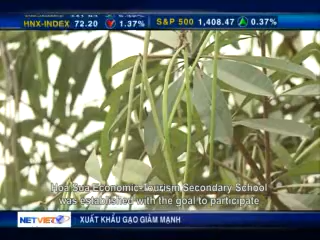 HNX-INDEX 72.20 1.37% S&P 500 1,408.47 0.37%
Hoa Sua Economic-tourism Secondary School
was established with the goal to participate
NETVIET XUẤT KHẨU GẠO GIẢM MẠNH